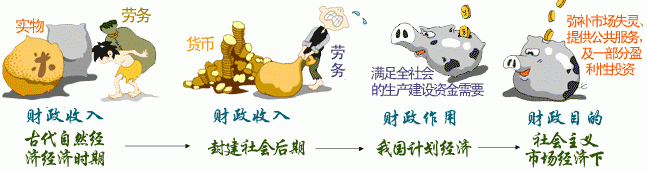 实物
劳务
财政收入
古代自然经
济经济时期
货币
劳务
财政收入
封建社会后期
满足全社会
的生产建设资金需要
财政作用
我国计划经济
弥补市场失灵、
提供公共服务，
及一部分盈
利性投资
财政目的
社会主义
市场经济下